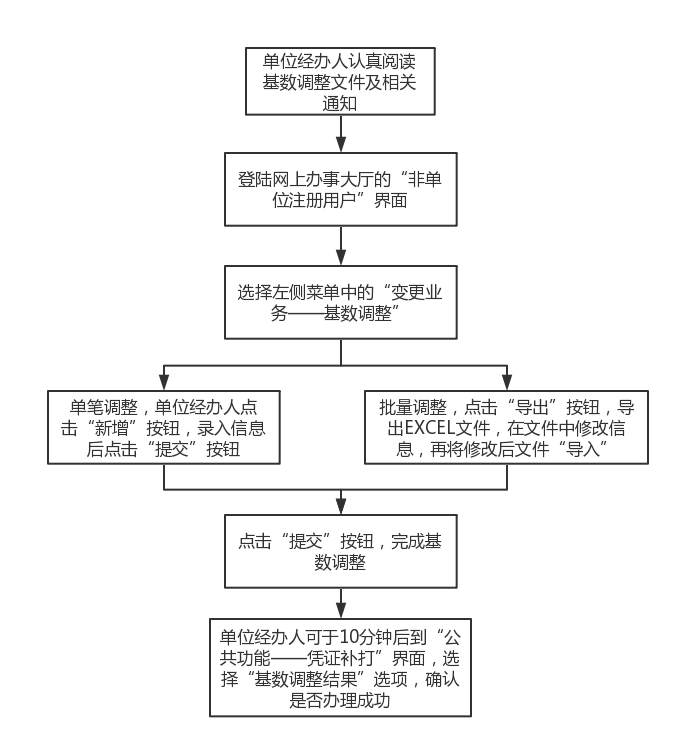 单位经办人认真阅读
基数调整文件及相关
通知
登陆网上办事大厅的“非单
位注册用户”界面
选择左侧菜单中的“变更业
务——基数调整”
单笔调整，单位经办人点
击“新增”按钮，录入信息
后点击“提交”按钮
批量调整，点击“导出”按钮，导
出EXCEL文件，在文件中修改信
息，再将修改后文件“导入”
点击“提交”按钮，完成基
数调整
单位经办人可于10分钟后到“公
共功能——凭证补打”界面，选
择“基数调整结果”选项，确认
是否办理成功